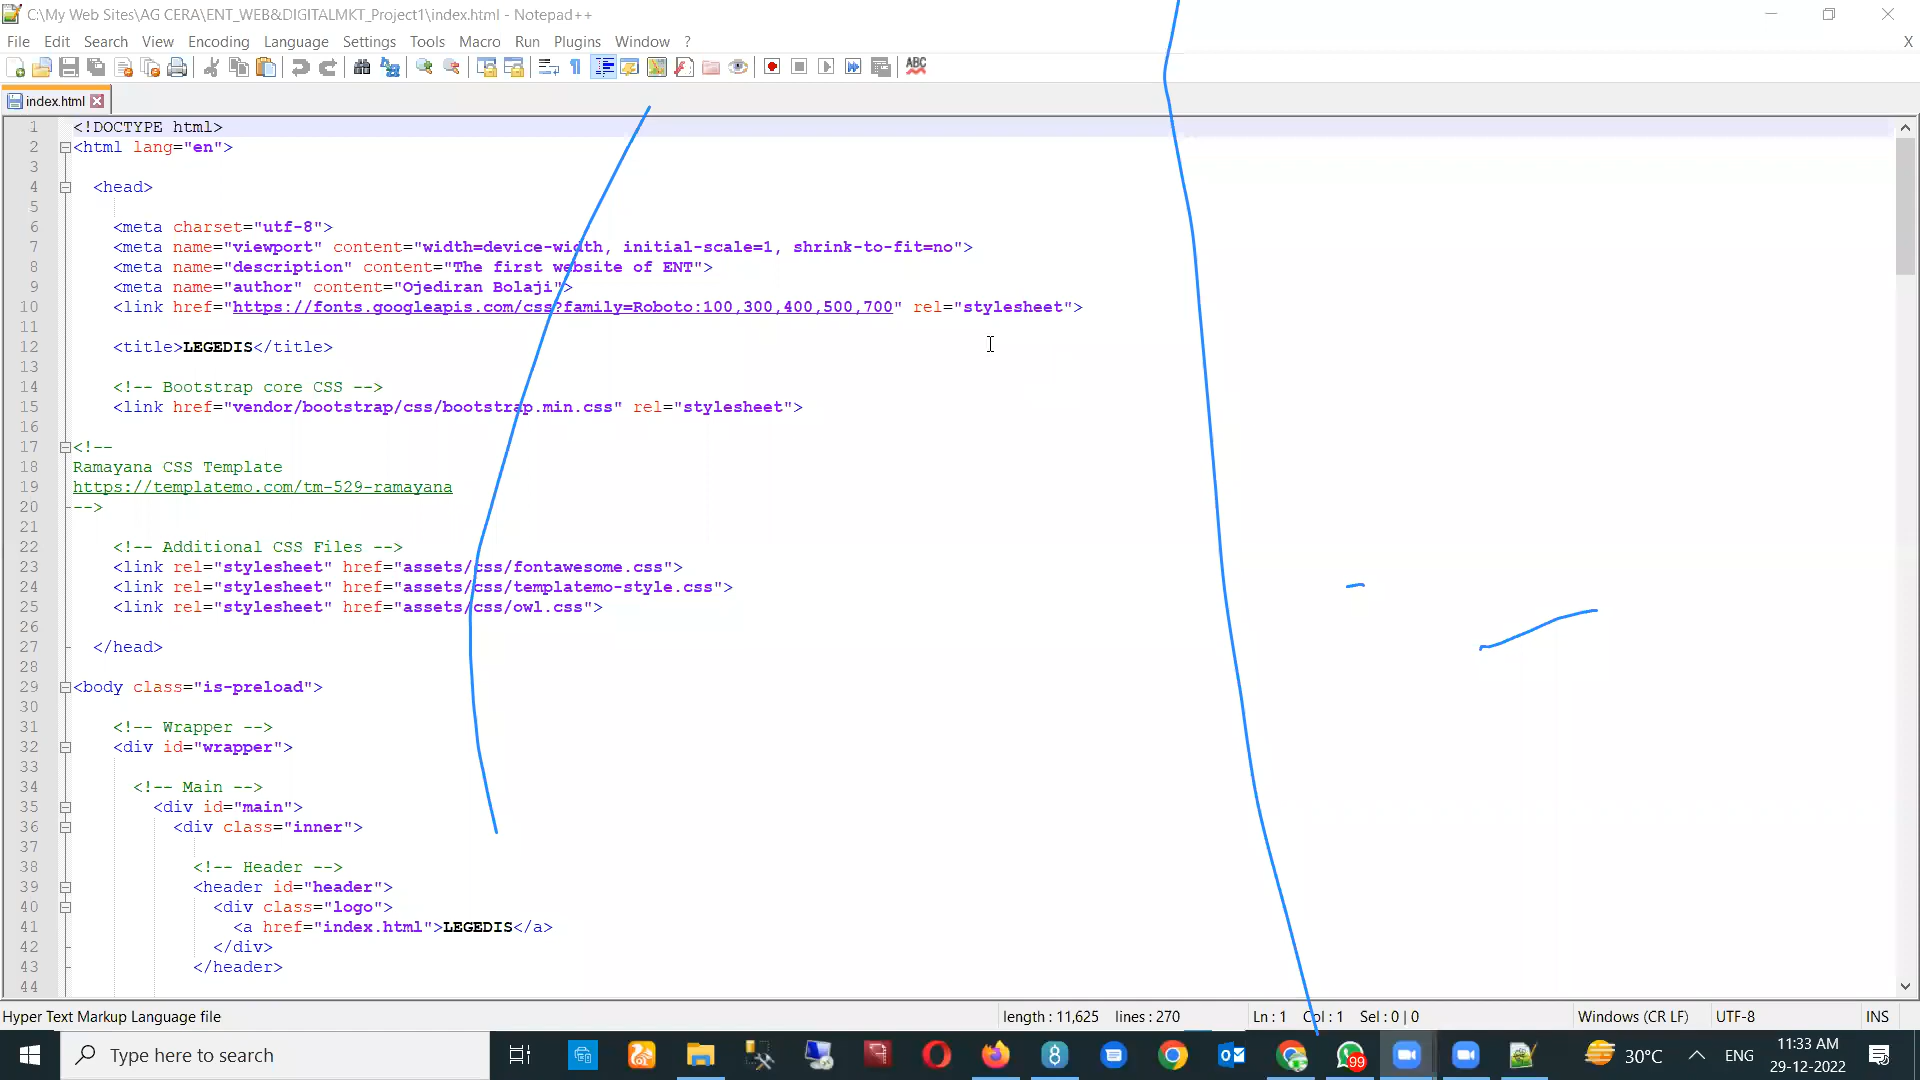 C:\My Web Sites\AG CERA\ENT_WEB&DIGITALMKT_Project1\index.html - Notepad++
File Edit Search View Encoding Language Settings Tools Macro Run Plugins Window ? X
ABC
index.html
1 <!DOCTYPE html>
2 <html lang="en">
3
4 <head>
5
6 <meta charset="utf-8">
7 <meta name="viewport" content="width=device-width, initial-scale=1, shrink-to-fit=no">
8 <meta name="description" content="The first website of ENT">
9 <meta name="author" content="Ojediran Bolaji">
10 <link href="https://fonts.googleapis.com/css?family=Roboto:100,300,400,500,700" rel="stylesheet">
11
12 <title>LEGEDIS</title>
13
14 <!-- Bootstrap core CSS -->
15 <link href="vendor/bootstrap/css/bootstrap.min.css" rel="stylesheet">
16
17 <!--
18 Ramayana CSS Template
19 https://templatemo.com/tm-529-ramayana
20 -->
21
22 <!-- Additional CSS Files -->
23 <link rel="stylesheet" href="assets/css/fontawesome.css">
24 <link rel="stylesheet" href="assets/css/templatemo-style.css">
25 <link rel="stylesheet" href="assets/css/owl.css">
26
27 </head>
28
29 <body class="is-preload">
30
31 <!-- Wrapper -->
32 <div id="wrapper">
33
34 <!-- Main -->
35 <div id="main">
36 <div class="inner">
37
38 <!-- Header -->
39 <header id="header">
40 <div class="logo">
41 <a href="index.html">LEGEDIS</a>
42 </div>
43 </header>
44
Hyper Text Markup Language file length : 11,625 lines : 270 Ln : 1 Col : 1 Sel : 0 | 0 Windows (CR LF) UTF-8 INS
Type here to search 99 30°C ENG 11:33 AM
29-12-2022